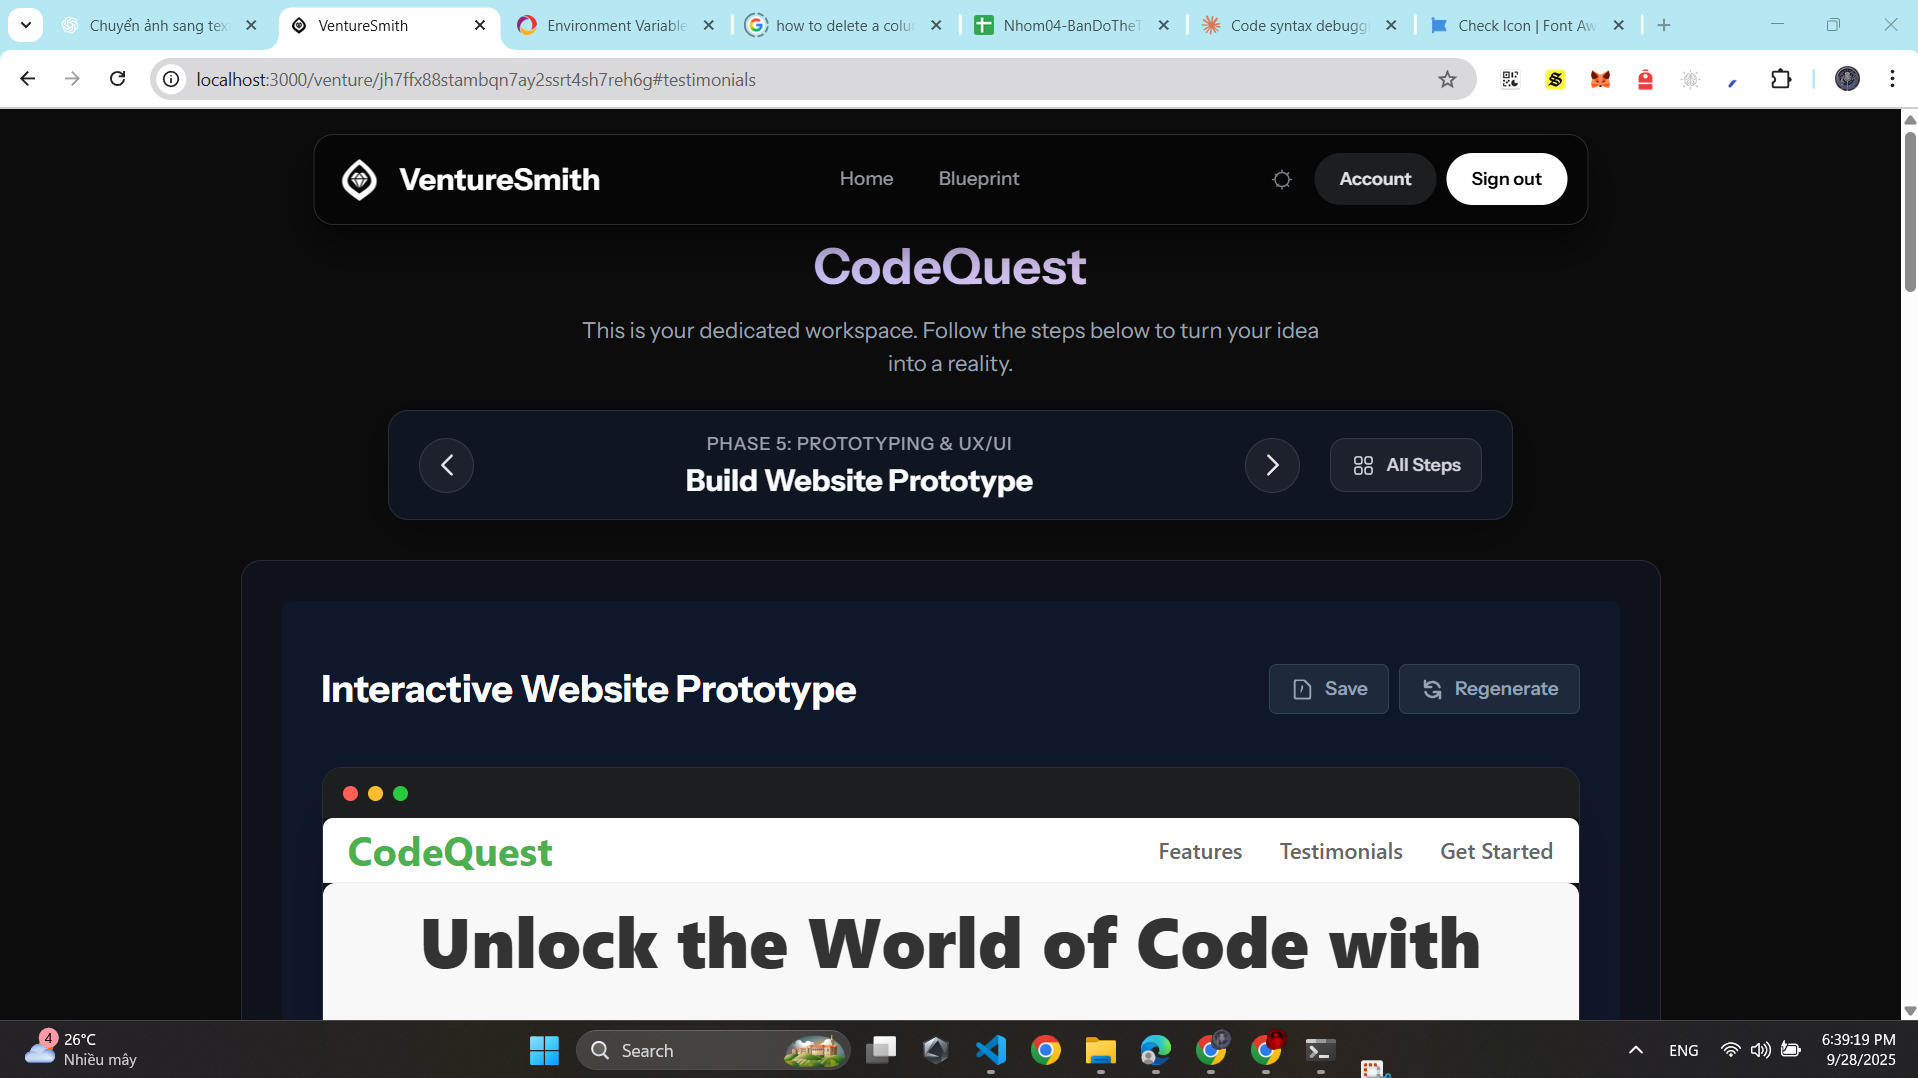 Chuyển ảnh sang tex
VentureSmith
Environment Variable
how to delete a colu
Nhom04-BanDoTheT
Code syntax debugg
Check Icon | Font Aw
localhost:3000/venture/jh7ffx88stambqn7ay2ssrt4sh7reh6g#testimonials
VentureSmith
Home
Blueprint
Account
Sign out
CodeQuest
This is your dedicated workspace. Follow the steps below to turn your idea
into a reality.
PHASE 5: PROTOTYPING & UX/UI
Build Website Prototype
All Steps
Interactive Website Prototype
Save
Regenerate
CodeQuest
Features
Testimonials
Get Started
Unlock the World of Code with
4
26°C
Nhiều mây
Search
ENG
6:39:19 PM
9/28/2025